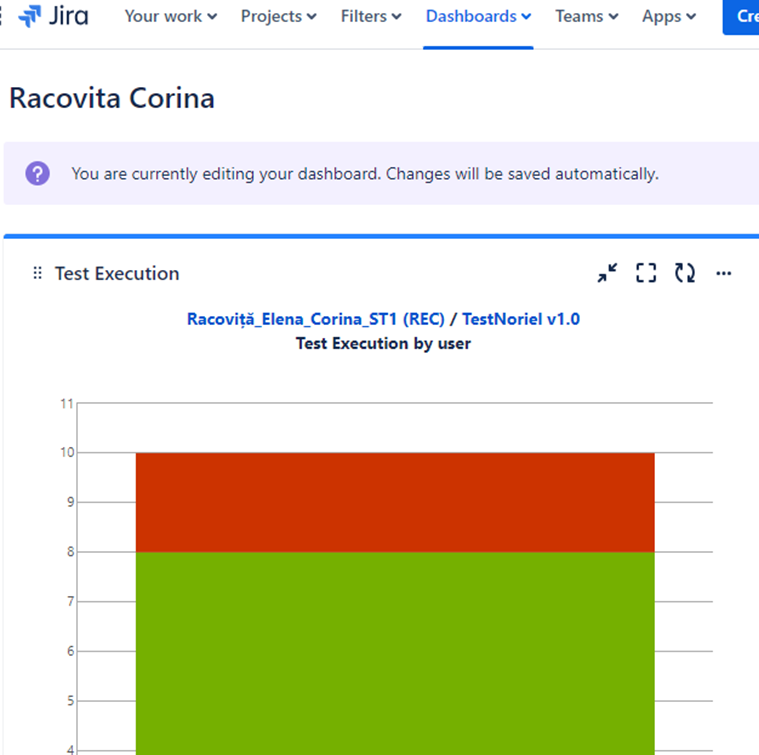 Jira Your work Projects Filters Dashboards Teams Apps Cre
Racovita Corina
? You are currently editing your dashboard. Changes will be saved automatically.
Test Execution
Racoviță_Elena_Corina_ST1 (REC) / TestNoriel v1.0
Test Execution by user
11
10
9
8
7
6
5
4